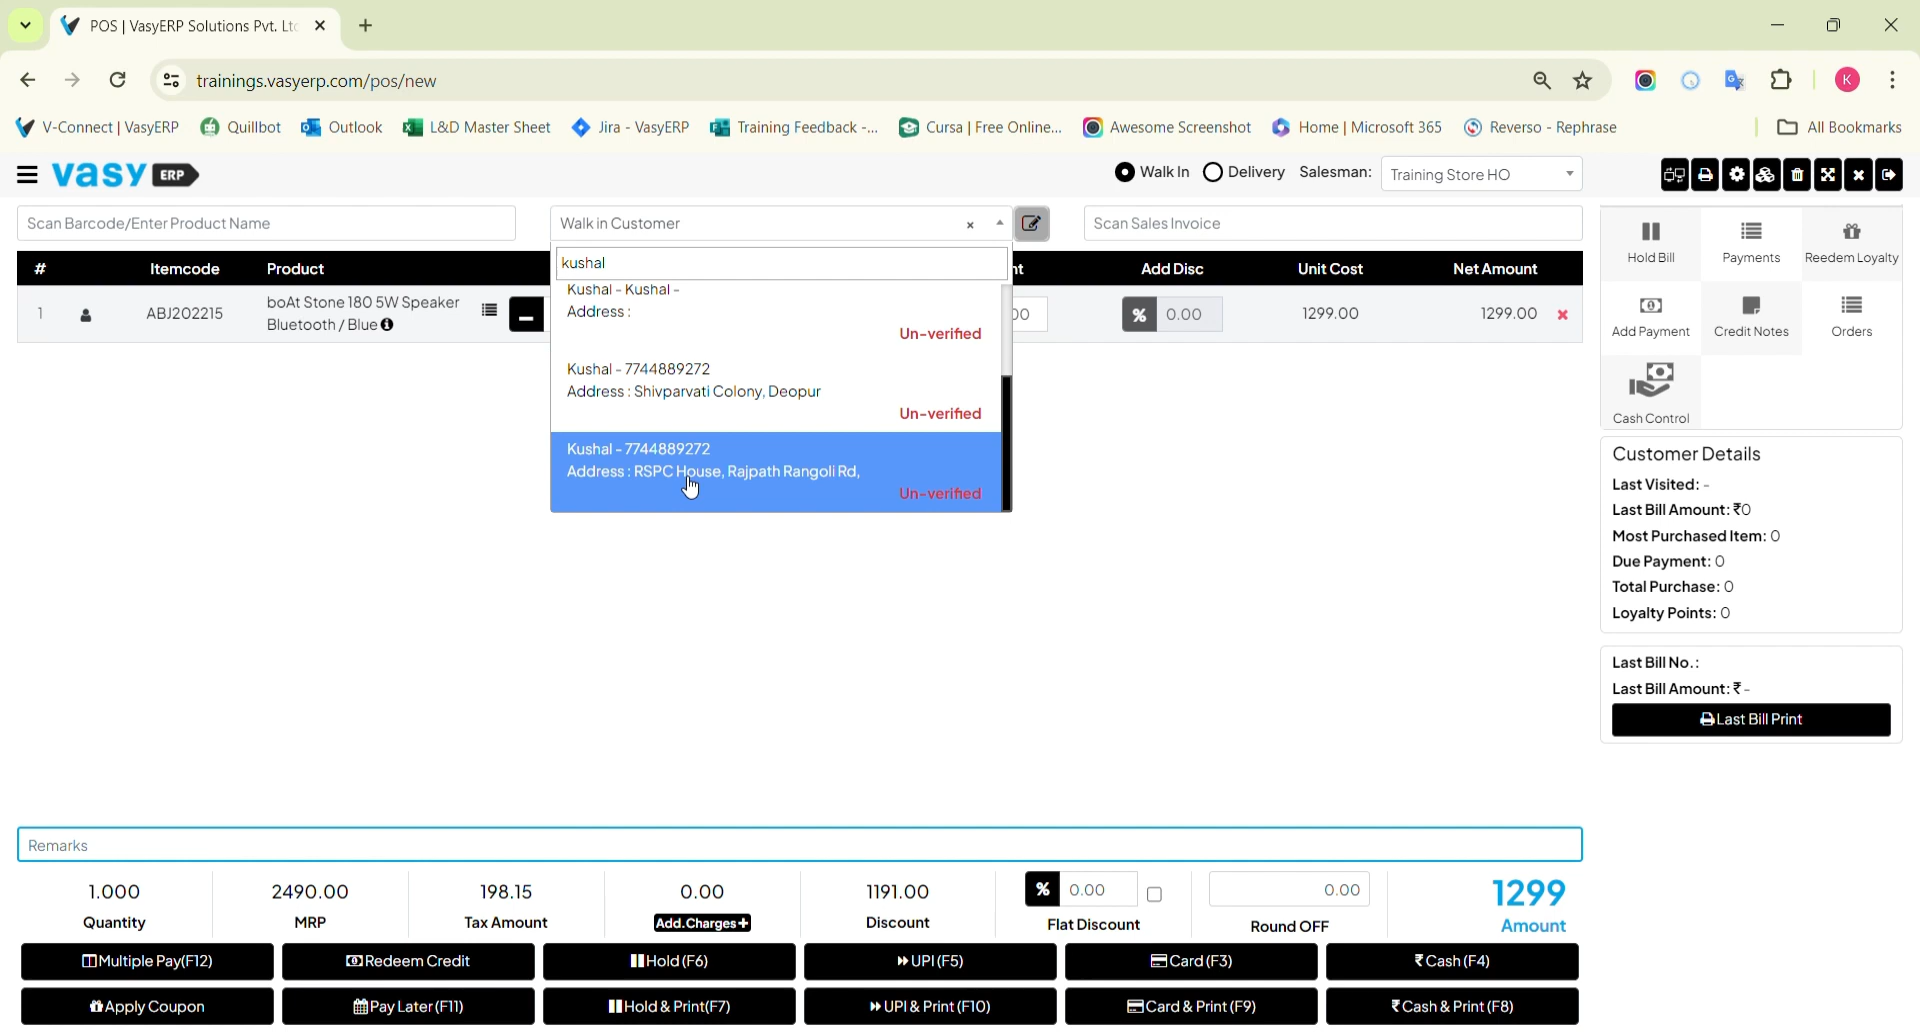 POS | VasyERP Solutions Pvt. Ltd
trainings.vasyerp.com/pos/new
K
V-Connect | VasyERP
Quillbot
Outlook
L&D Master Sheet
Jira - VasyERP
Training Feedback -...
Cursa | Free Online...
Awesome Screenshot
Home | Microsoft 365
Reverso - Rephrase
All Bookmarks
vasy ERP
Walk In
Delivery
Salesman:
Training Store HO
Scan Barcode/Enter Product Name
Walk in Customer
Scan Sales Invoice
kushal
Kushal - Kushal -
Address :
Un-verified
Kushal - 7744889272
Address : Shivparvati Colony, Deopur
Un-verified
Kushal - 7744889272
Address : RSPC House, Rajpath Rangoli Rd,
Un-verified
# Itemcode Product nt Add Disc Unit Cost Net Amount
1 ABJ202215 boAt Stone 180 5W Speaker
Bluetooth / Blue
00 % 0.00 1299.00 1299.00
Hold Bill
Payments
Reedem Loyalty
Add Payment
Credit Notes
Orders
Cash Control
Customer Details
Last Visited: -
Last Bill Amount: ₹0
Most Purchased Item: 0
Due Payment: 0
Total Purchase: 0
Loyalty Points: 0
Last Bill No.:
Last Bill Amount: ₹ -
Last Bill Print
Remarks
1.000 2490.00 198.15 0.00 1191.00 % 0.00 0.00 1299
Quantity MRP Tax Amount Add.Charges+ Discount Flat Discount Round OFF Amount
Multiple Pay(F12) Redeem Credit Hold (F6) UPI (F5) Card (F3) ₹ Cash (F4)
Apply Coupon Pay Later (F11) Hold & Print(F7) UPI & Print (F10) Card & Print (F9) ₹ Cash & Print (F8)